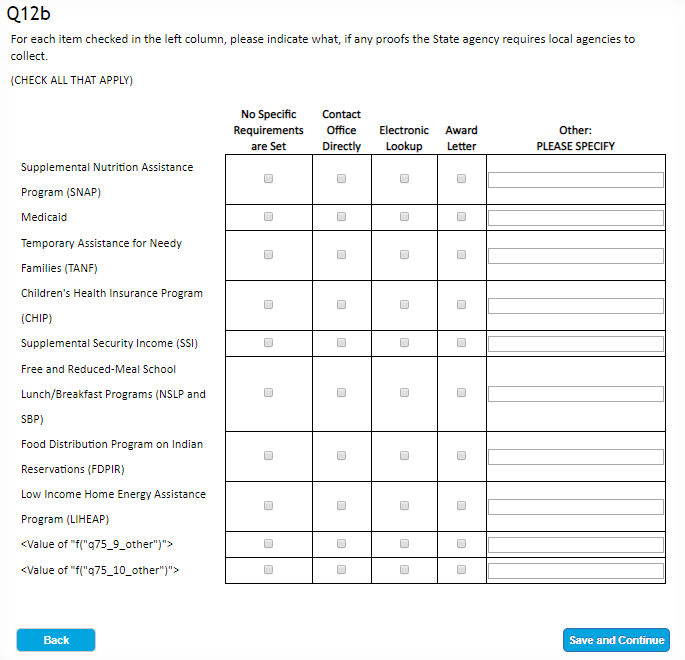 Q12b
For each item checked in the left column, please indicate what, if any proofs the State agency requires local agencies to
collect.
(CHECK ALL THAT APPLY)
No Specific
Requirements
are Set
Contact
Office
Directly
Electronic
Lookup
Award
Letter
Other:
PLEASE SPECIFY
Supplemental Nutrition Assistance
Program (SNAP)
Medicaid
Temporary Assistance for Needy
Families (TANF)
Children's Health Insurance Program
(CHIP)
Supplemental Security Income (SSI)
Free and Reduced-Meal School
Lunch/Breakfast Programs (NSLP and
SBP)
Food Distribution Program on Indian
Reservations (FDPIR)
Low Income Home Energy Assistance
Program (LIHEAP)
<Value of "f("q75_9_other")">
<Value of "f("q75_10_other")">
Back
Save and Continue